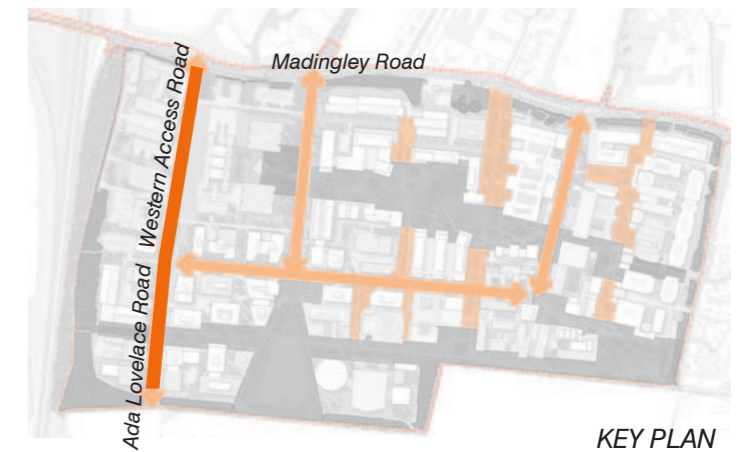 Madingley Road
Western Access Road
Ada Lovelace Road
KEY PLAN